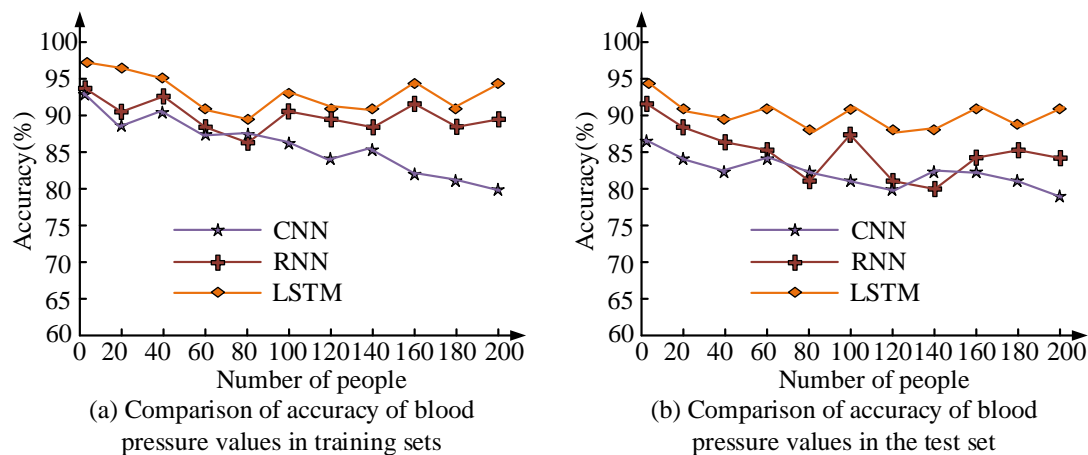 100
95
90
85
80
75
70
65
60
Accuracy(%)
CNN
RNN
LSTM
0 20 40 60 80 100 120 140 160 180 200
Number of people
(a) Comparison of accuracy of blood
pressure values in training sets
100
95
90
85
80
75
70
65
60
Accuracy(%)
CNN
RNN
LSTM
0 20 40 60 80 100 120 140 160 180 200
Number of people
(b) Comparison of accuracy of blood
pressure values in the test set